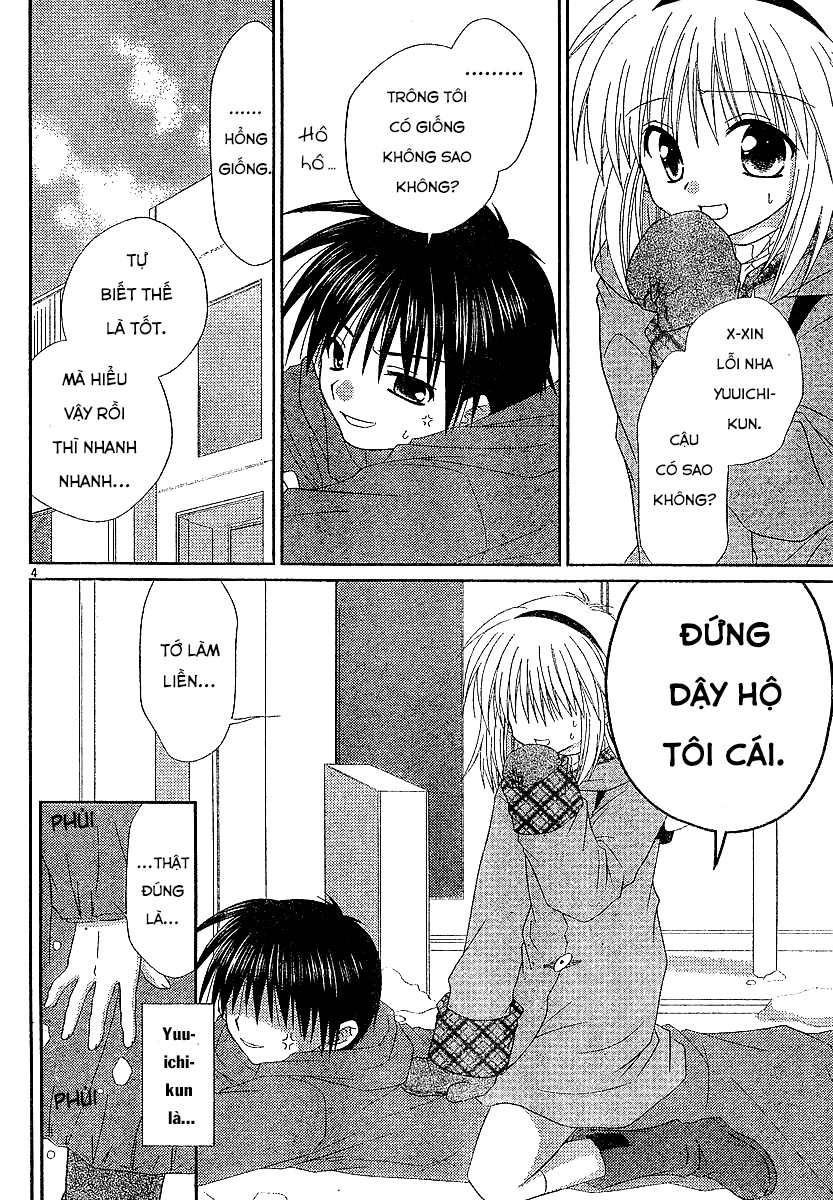 X-XIN
LỖI NHA
YUUICHI-
KUN.
CẬU
CÓ SAO
KHÔNG?
.........
TRÔNG TÔI
CÓ GIỐNG
KHÔNG SAO
KHÔNG?
HÔ
HÔ...
......
HỔNG
GIỐNG.
TỰ
BIẾT THẾ
LÀ TỐT.
MÀ HIỂU
VẬY RỒI
THÌ NHANH
NHANH...
4
ĐỨNG
DẬY HỘ
TÔI CÁI.
TỚ LÀM
LIỀN...
PHỦI
...THẬT
ĐÚNG
LÀ...
PHỦI
Yuu-
ichi-
kun
là...